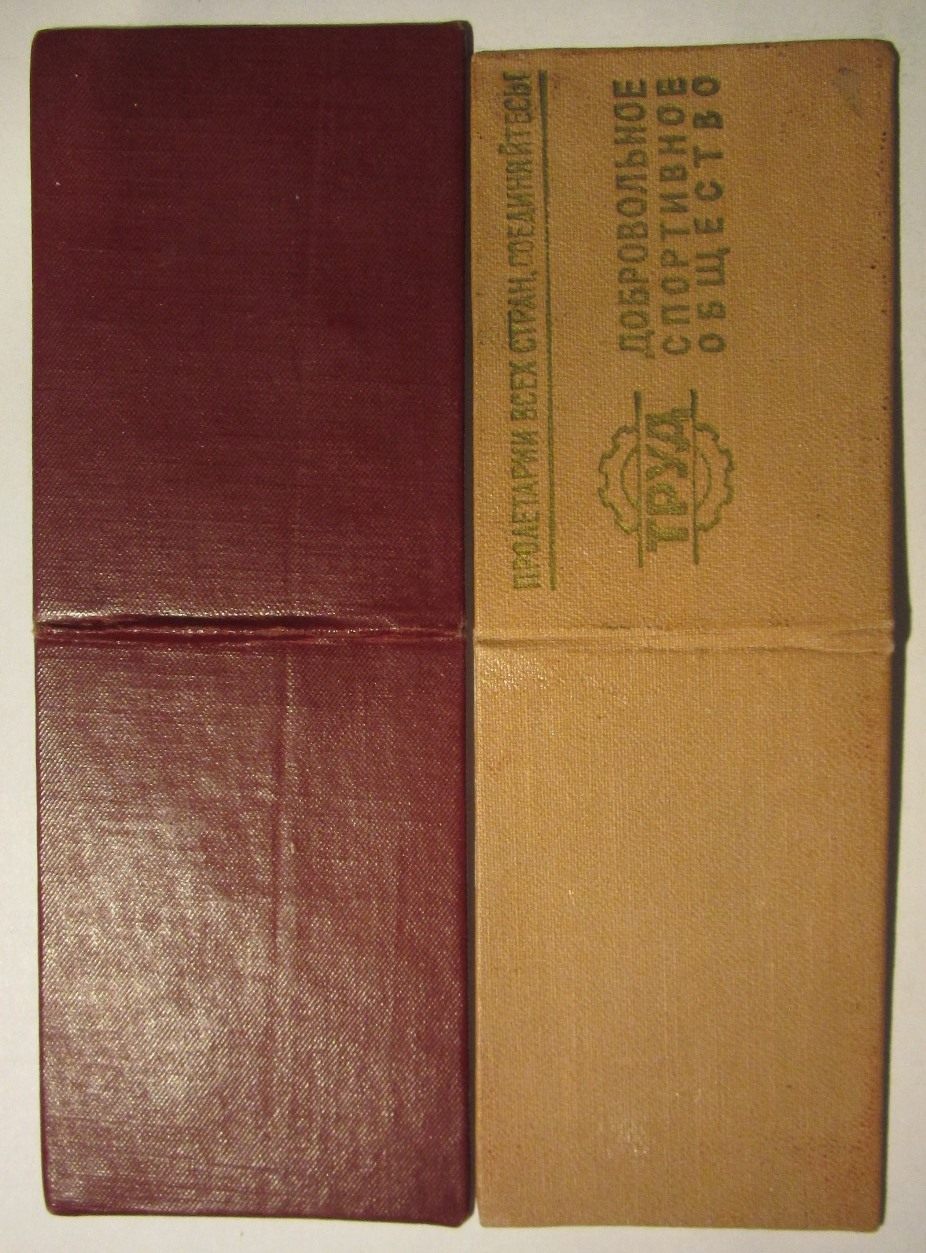 ПРОЛЕТАРИИ ВСЕХ СТРАН, СОЕДИНЯЙТЕСЬ!
ТРУД
ДОБРОВОЛЬНОЕ
СПОРТИВНОЕ
ОБЩЕСТВО